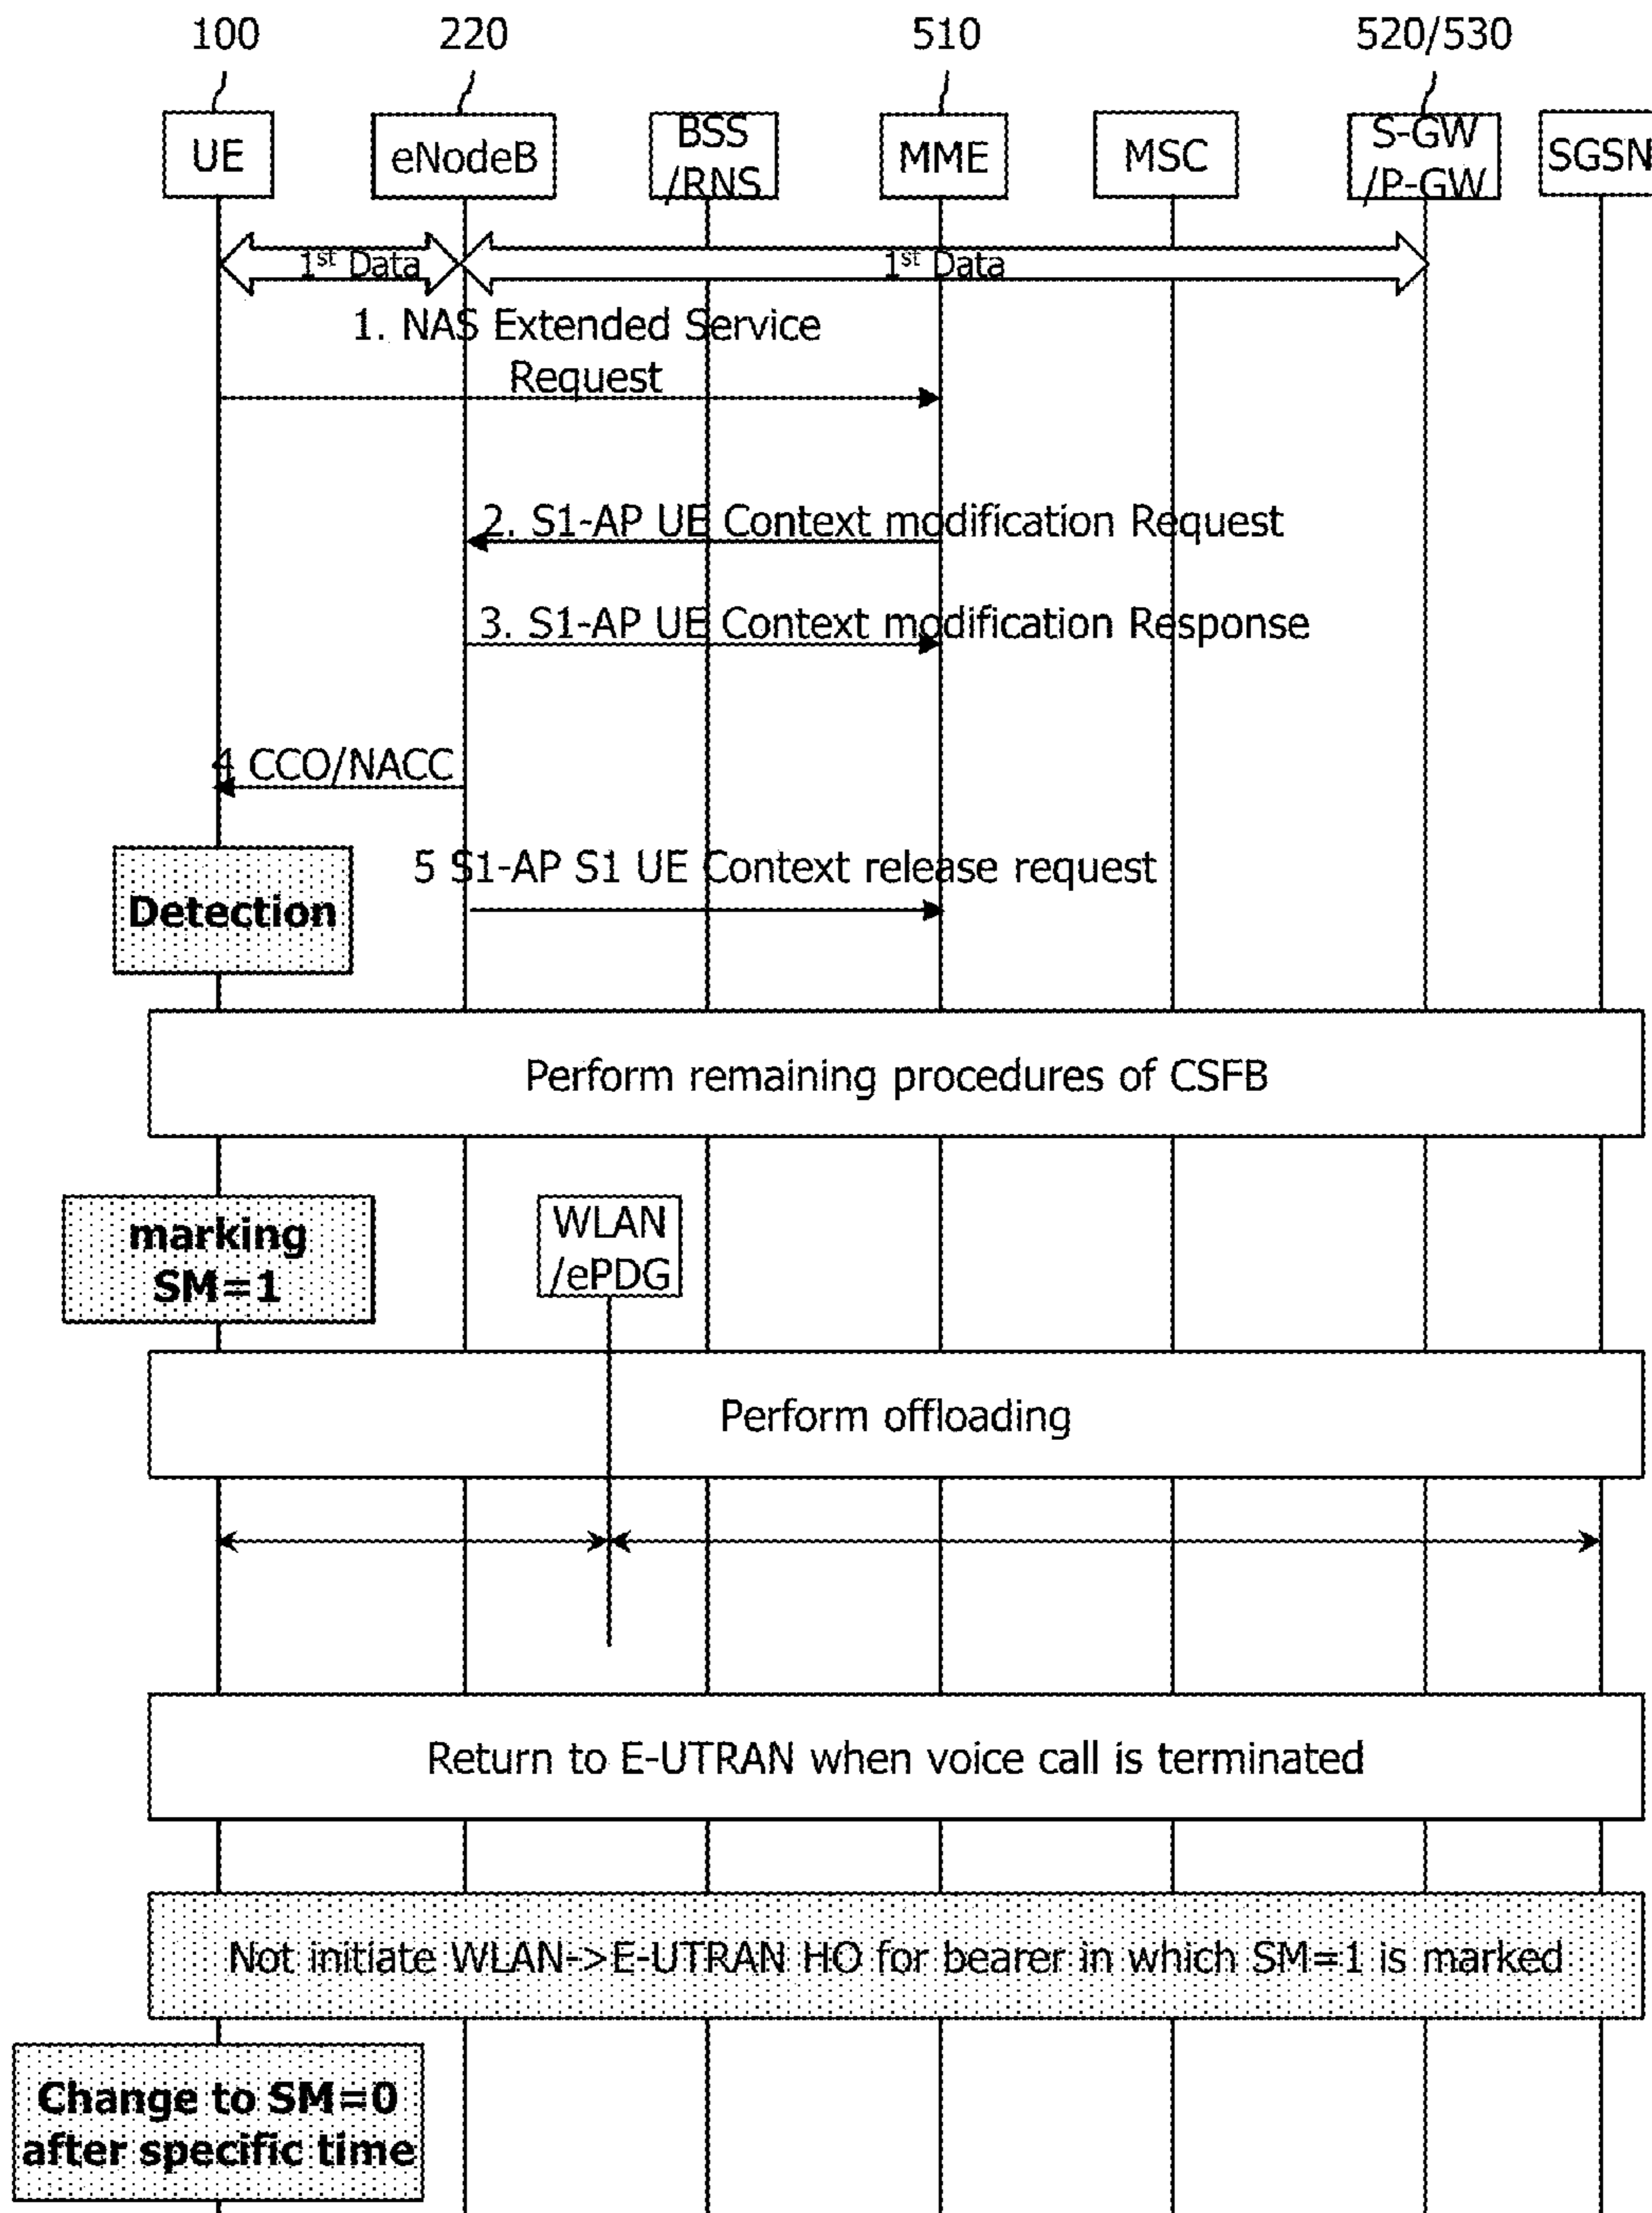 100
220
510
520/530
UE
eNodeB
BSS
/RNS
MME
MSC
S-GW
/P-GW
SGSN
1st Data
1st Data
1. NAS Extended Service
Request
2. S1-AP UE Context modification Request
3. S1-AP UE Context modification Response
4 CCO/NACC
5 S1-AP S1 UE Context release request
Detection
Perform remaining procedures of CSFB
marking
SM=1
WLAN
/ePDG
Perform offloading
Return to E-UTRAN when voice call is terminated
Not initiate WLAN->E-UTRAN HO for bearer in which SM=1 is marked
Change to SM=0
after specific time